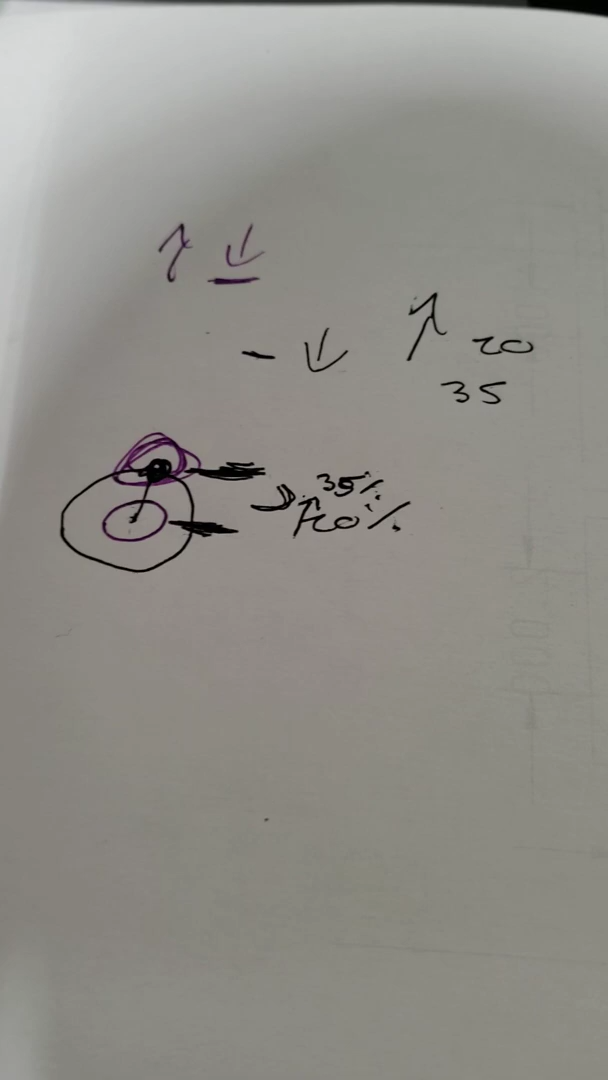 ↑ ↓
- ↓ ↑ 20
35
35%
↑20%